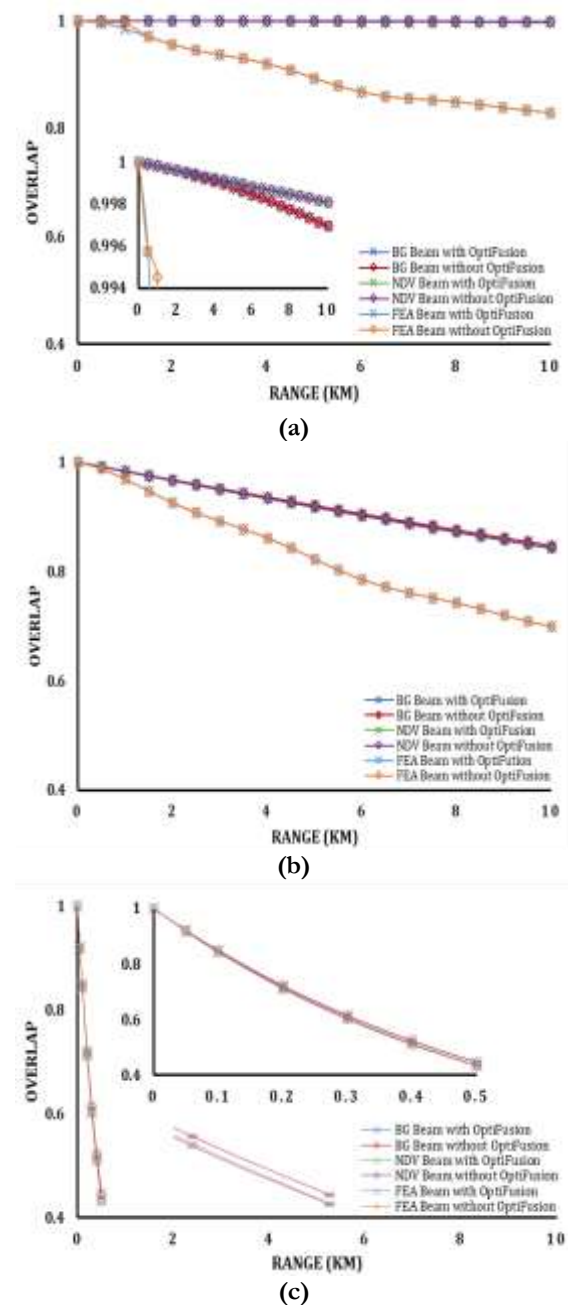 1
0.8
0.6
0.4
OVERLAP
1
0.998
0.996
0.994
0 2 4 6 8 10
BG Beam with OptiFusion
BG Beam without OptiFusion
NDV Beam with OptiFusion
NDV Beam without OptiFusion
FEA Beam with OptiFusion
FEA Beam without OptiFusion
0 2 4 6 8 10
RANGE (KM)
(a)
1
0.8
0.6
0.4
OVERLAP
BG Beam with OptiFusion
BG Beam without OptiFusion
NDV Beam with OptiFusion
NDV Beam without OptiFusion
FEA Beam with OptiFution
FEA Beam without OptiFusion
0 2 4 6 8 10
RANGE (KM)
(b)
1
0.8
0.6
0.4
OVERLAP
1
0.8
0.6
0.4
0 0.1 0.2 0.3 0.4 0.5
BG Beam with OptiFusion
BG Beam without OptiFusion
NDV Beam with OptiFusion
NDV Beam without OptiFusion
FEA Beam with OptiFusion
FEA Beam without OptiFusion
0 2 4 6 8 10
RANGE (KM)
(c)